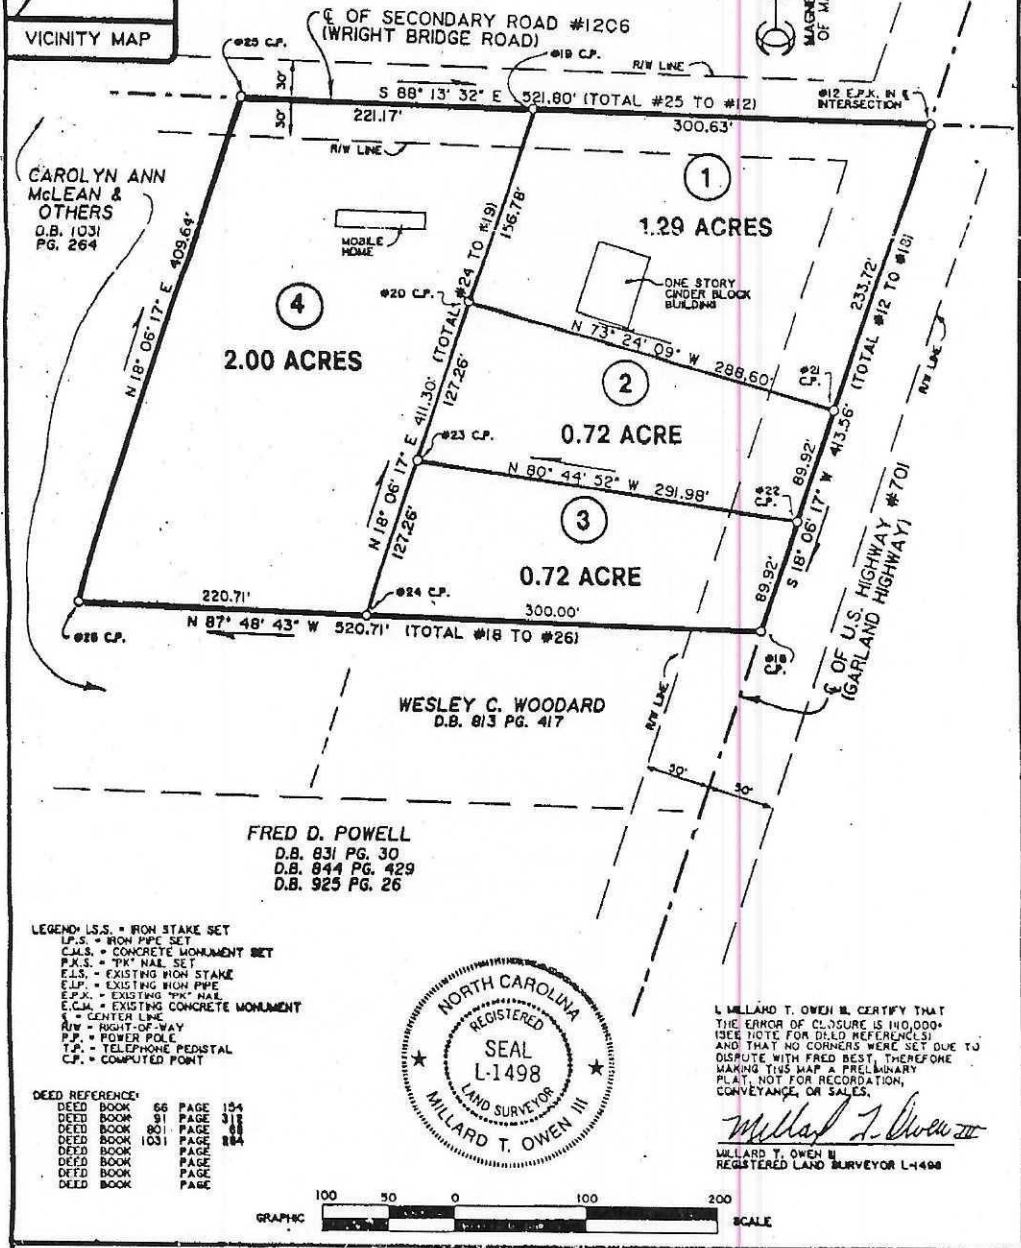 VICINITY MAP
℄ OF SECONDARY ROAD #1206
(WRIGHT BRIDGE ROAD)
#25 C.P.
#19 C.P.
R/W LINE
MAGNE
OF M
30'
30'
S 88° 13' 32" E 521.80' (TOTAL #25 TO #12)
#12 E.P.K. IN ℄
INTERSECTION
221.17'
300.63'
R/W LINE
CAROLYN ANN
McLEAN &
OTHERS
D.B. 1031
PG. 264
N 18° 06' 17" E 409.64'
MOBILE
HOME
1
1.29 ACRES
ONE STORY
CINDER BLOCK
BUILDING
156.78'
N 18° 06' 17" E 411.30' (TOTAL #24 TO #19)
233.72'
S 18° 06' 17" W 413.56' (TOTAL #12 TO #18)
R/W LINE
4
2.00 ACRES
#20 C.P.
N 73° 24' 09" W 288.60'
#21
C.P.
127.26'
2
0.72 ACRE
89.92'
#23 C.P.
N 80° 44' 52" W 291.98'
#22
C.P.
127.26'
3
0.72 ACRE
89.92'
℄ OF U.S. HIGHWAY #701
(GARLAND HIGHWAY)
220.71'
#24 C.P.
300.00'
#26 C.P.
N 87° 48' 43" W 520.71' (TOTAL #18 TO #26)
#18
C.P.
WESLEY C. WOODARD
D.B. 813 PG. 417
R/W LINE
50'
50'
FRED D. POWELL
D.B. 831 PG. 30
D.B. 844 PG. 429
D.B. 925 PG. 26
LEGEND: I.S.S. = IRON STAKE SET
I.P.S. = IRON PIPE SET
C.M.S. = CONCRETE MONUMENT SET
P.K.S. = "PK" NAIL SET
E.I.S. = EXISTING IRON STAKE
E.I.P. = EXISTING IRON PIPE
E.P.K. = EXISTING "PK" NAIL
E.C.M. = EXISTING CONCRETE MONUMENT
℄ = CENTER LINE
R/W = RIGHT-OF-WAY
P.P. = POWER POLE
T.P. = TELEPHONE PEDISTAL
C.P. = COMPUTED POINT
DEED REFERENCE:
DEED BOOK 66 PAGE 154
DEED BOOK 91 PAGE 312
DEED BOOK 801 PAGE
DEED BOOK 1031 PAGE
DEED BOOK PAGE
DEED BOOK PAGE
DEED BOOK PAGE
DEED BOOK PAGE
NORTH CAROLINA
REGISTERED
SEAL
L-1498
LAND SURVEYOR
MILLARD T. OWEN III
I, MILLARD T. OWEN III, CERTIFY THAT
THE ERROR OF CLOSURE IS 1:10,000+
(SEE NOTE FOR DEED REFERENCES)
AND THAT NO CORNERS WERE SET DUE TO
DISPUTE WITH FRED BEST, THEREFORE
MAKING THIS MAP A PRELIMINARY
PLAT, NOT FOR RECORDATION,
CONVEYANCE, OR SALES.
Millard T. Owen III
MILLARD T. OWEN III
REGISTERED LAND SURVEYOR L-1498
100 50 0 100 200
GRAPHIC SCALE